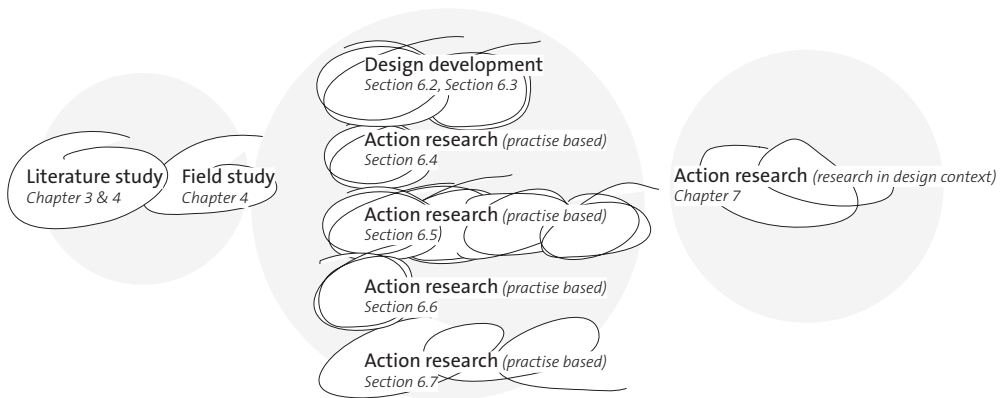 Literature study
Chapter 3 & 4
Field study
Chapter 4
Design development
Section 6.2, Section 6.3
Action research (practise based)
Section 6.4
Action research (practise based)
Section 6.5
Action research (practise based)
Section 6.6
Action research (practise based)
Section 6.7
Action research (research in design context)
Chapter 7